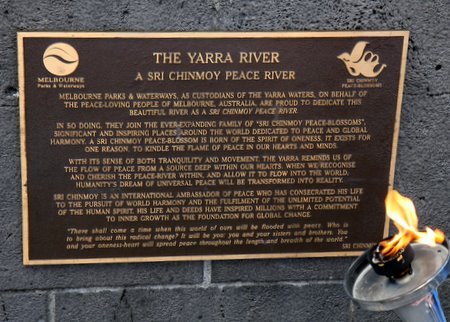 THE YARRA RIVER
A SRI CHINMOY PEACE RIVER
MELBOURNE
Parks & Waterways
SRI CHINMOY
PEACE-BLOSSOMS
MELBOURNE PARKS & WATERWAYS, AS CUSTODIANS OF THE YARRA WATERS, ON BEHALF OF
THE PEACE-LOVING PEOPLE OF MELBOURNE, AUSTRALIA, ARE PROUD TO DEDICATE THIS
BEAUTIFUL RIVER AS A SRI CHINMOY PEACE RIVER.
IN SO DOING, THEY JOIN THE EVER-EXPANDING FAMILY OF "SRI CHINMOY PEACE-BLOSSOMS",
SIGNIFICANT AND INSPIRING PLACES AROUND THE WORLD DEDICATED TO PEACE AND GLOBAL
HARMONY. A SRI CHINMOY PEACE-BLOSSOM IS BORN OF THE SPIRIT OF ONENESS. IT EXISTS FOR
ONE REASON, TO KINDLE THE FLAME OF PEACE IN OUR HEARTS AND MINDS.
WITH ITS SENSE OF BOTH TRANQUILITY AND MOVEMENT, THE YARRA REMINDS US OF
THE FLOW OF PEACE FROM A SOURCE DEEP WITHIN OUR HEARTS. WHEN WE RECOGNISE
AND CHERISH THE PEACE-RIVER WITHIN, AND ALLOW IT TO FLOW INTO THE WORLD,
HUMANITY'S DREAM OF UNIVERSAL PEACE WILL BE TRANSFORMED INTO REALITY.
SRI CHINMOY IS AN INTERNATIONAL AMBASSADOR OF PEACE WHO HAS CONSECRATED HIS LIFE
TO THE PURSUIT OF WORLD HARMONY AND THE FULFILMENT OF THE UNLIMITED POTENTIAL
OF THE HUMAN SPIRIT. HIS LIFE AND DEEDS HAVE INSPIRED MILLIONS WITH A COMMITMENT
TO INNER GROWTH AS THE FOUNDATION FOR GLOBAL CHANGE.
"There shall come a time when this world of ours will be flooded with peace. Who is
to bring about this radical change? It will be you: you and your sisters and brothers. You
and your oneness-heart will spread peace throughout the length and breadth of the world."
SRI CHINMOY